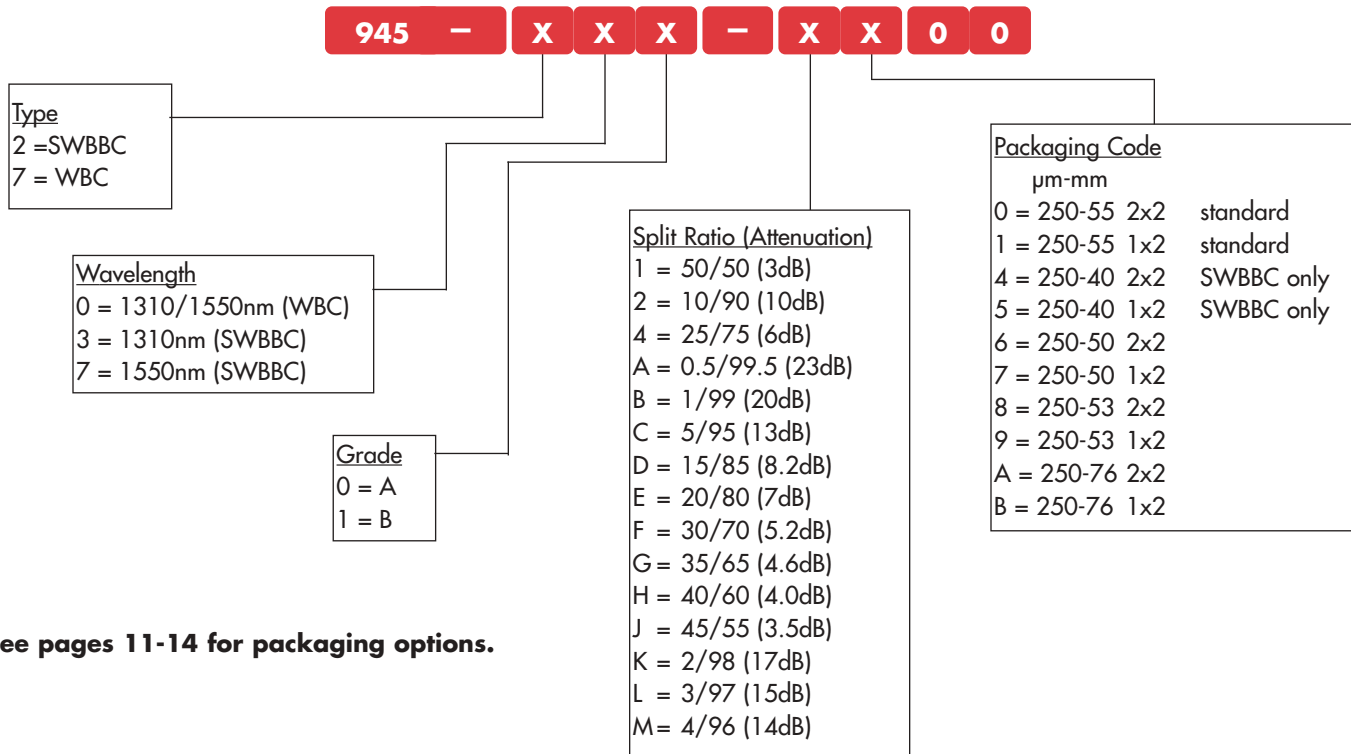 945 – X X X – X X 0 0
Type
2 =SWBBC
7 = WBC
Wavelength
0 = 1310/1550nm (WBC)
3 = 1310nm (SWBBC)
7 = 1550nm (SWBBC)
Grade
0 = A
1 = B
Split Ratio (Attenuation)
1 = 50/50 (3dB)
2 = 10/90 (10dB)
4 = 25/75 (6dB)
A = 0.5/99.5 (23dB)
B = 1/99 (20dB)
C = 5/95 (13dB)
D = 15/85 (8.2dB)
E = 20/80 (7dB)
F = 30/70 (5.2dB)
G = 35/65 (4.6dB)
H = 40/60 (4.0dB)
J = 45/55 (3.5dB)
K = 2/98 (17dB)
L = 3/97 (15dB)
M = 4/96 (14dB)
Packaging Code
µm-mm
0 = 250-55 2x2 standard
1 = 250-55 1x2 standard
4 = 250-40 2x2 SWBBC only
5 = 250-40 1x2 SWBBC only
6 = 250-50 2x2
7 = 250-50 1x2
8 = 250-53 2x2
9 = 250-53 1x2
A = 250-76 2x2
B = 250-76 1x2
ee pages 11-14 for packaging options.